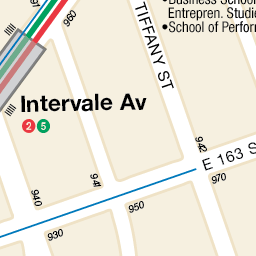 Business School
Entrepren. Studie
•School of Perform
960
TIFFANY ST
Intervale Av
2 5
E 163 S
942
970
940
941
950
930